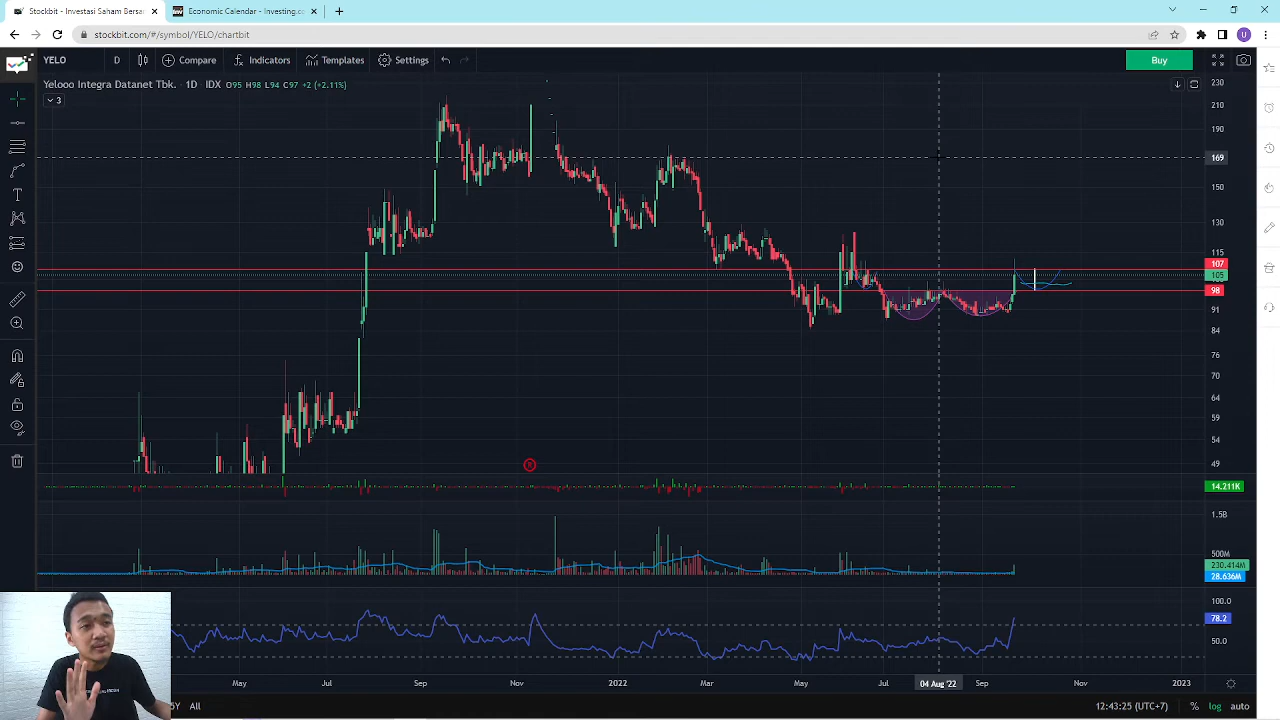 Stockbit - Investasi Saham Bersar
Economic Calendar - Investing.co
stockbit.com/#/symbol/YELO/chartbit
YELO
D
Compare
Indicators
Templates
Settings
Buy
Yelooo Integra Datanet Tbk. 1D IDX O95 H98 L94 C97 +2 (+2.11%)
3
230
210
190
169
150
130
115
107
105
98
91
84
76
70
64
59
54
49
R
14.211K
1.5B
500M
230.414M
28.636M
100.0
78.2
50.0
May
Jul
Sep
Nov
2022
Mar
May
Jul
04 Aug '22
Sep
Nov
2023
5Y
All
12:43:25 (UTC+7)
%
log
auto